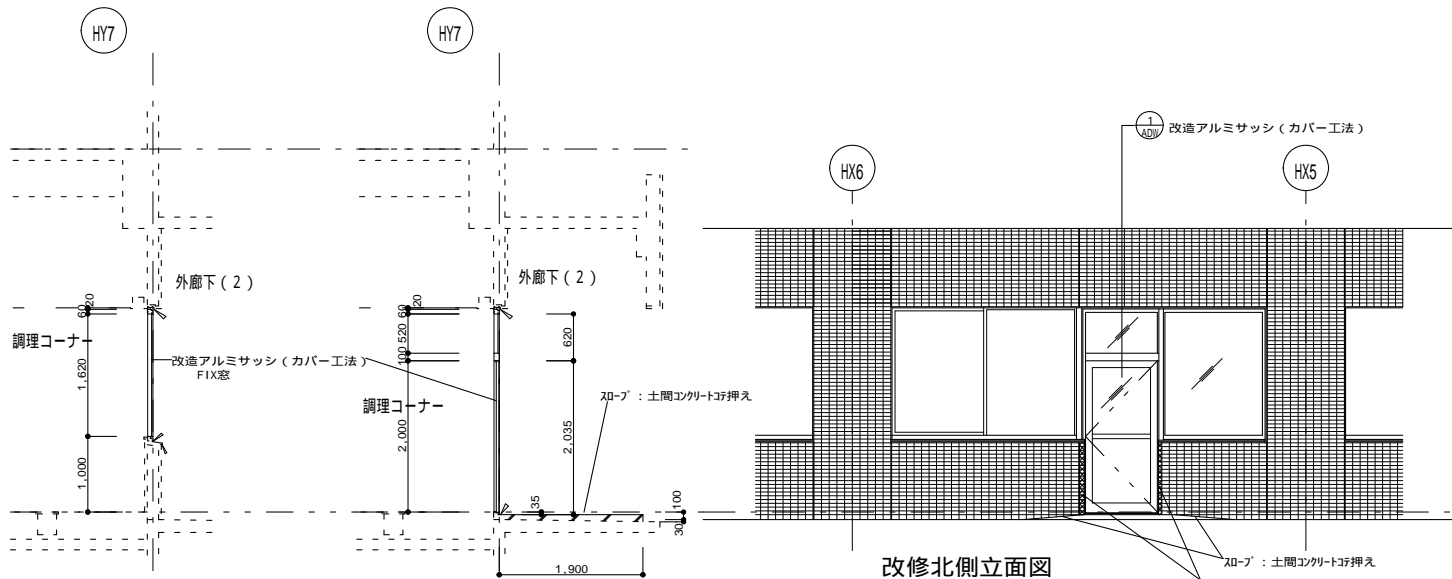 HY7
外廊下(2)
60
20
1,620
1,000
調理コーナー
改造アルミサッシ(カバー工法)
FIX窓
HY7
外廊下(2)
60
20
520
100
2,000
調理コーナー
620
2,035
35
スロープ:土間コンクリートコテ押え
100
30
1,900
1
ADW
改造アルミサッシ(カバー工法)
HX6
HX5
改修北側立面図
スロープ:土間コンクリートコテ押え